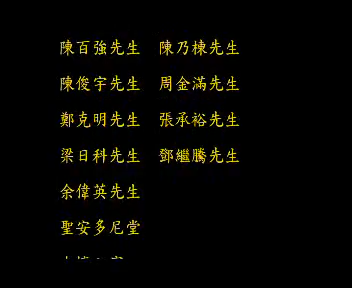 陳百強先生 陳乃棟先生
陳俊宇先生 周金滿先生
鄭克明先生 張承裕先生
梁日科先生 鄧繼騰先生
余偉英先生
聖安多尼堂